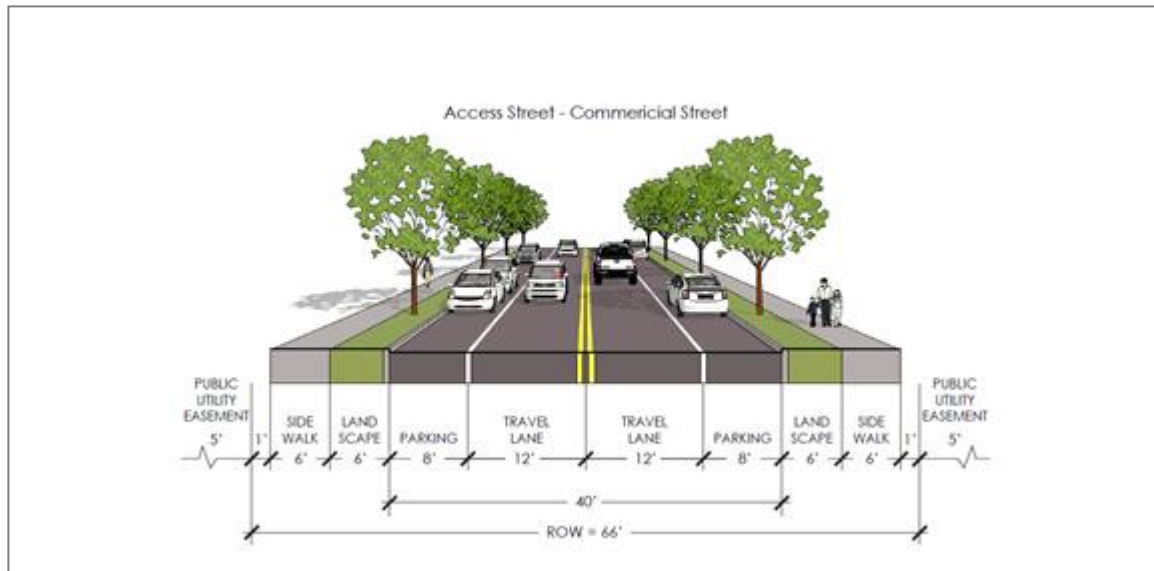 Access Street - Commericial Street
PUBLIC
UTILITY
EASEMENT
5'
1'
SIDE
WALK
6'
LAND
SCAPE
6'
PARKING
8'
TRAVEL
LANE
12'
TRAVEL
LANE
12'
PARKING
8'
LAND
SCAPE
6'
SIDE
WALK
6'
1'
PUBLIC
UTILITY
EASEMENT
5'
40'
ROW = 66'